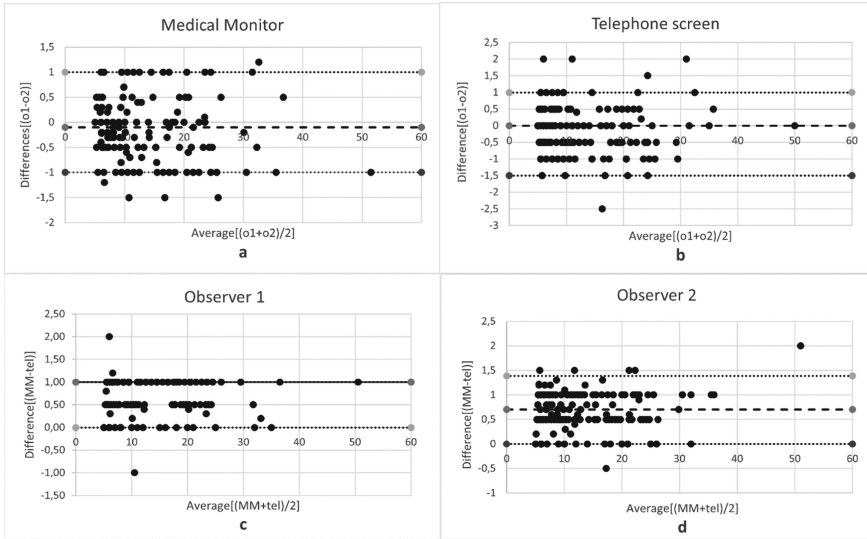 Medical Monitor
1,5
1
0,5
0
-0,5
-1
-1,5
-2
0 10 20 30 40 50 60
Differences[(o1-o2)]
Average[(o1+o2)/2]
a
Telephone screen
2,5
2
1,5
1
0,5
0
-0,5
-1
-1,5
-2
-2,5
-3
0 10 20 30 40 50 60
Difference[(o1-o2)]
Average[(o1+o2)/2]
b
Observer 1
2,50
2,00
1,50
1,00
0,50
0,00
-0,50
-1,00
-1,50
0 10 20 30 40 50 60
Difference[(MM-tel)]
Average[(MM+tel)/2]
c
Observer 2
2,5
2
1,5
1
0,5
0
-0,5
-1
0 10 20 30 40 50 60
Difference[(MM-tel)]
Average[(MM+tel)/2]
d